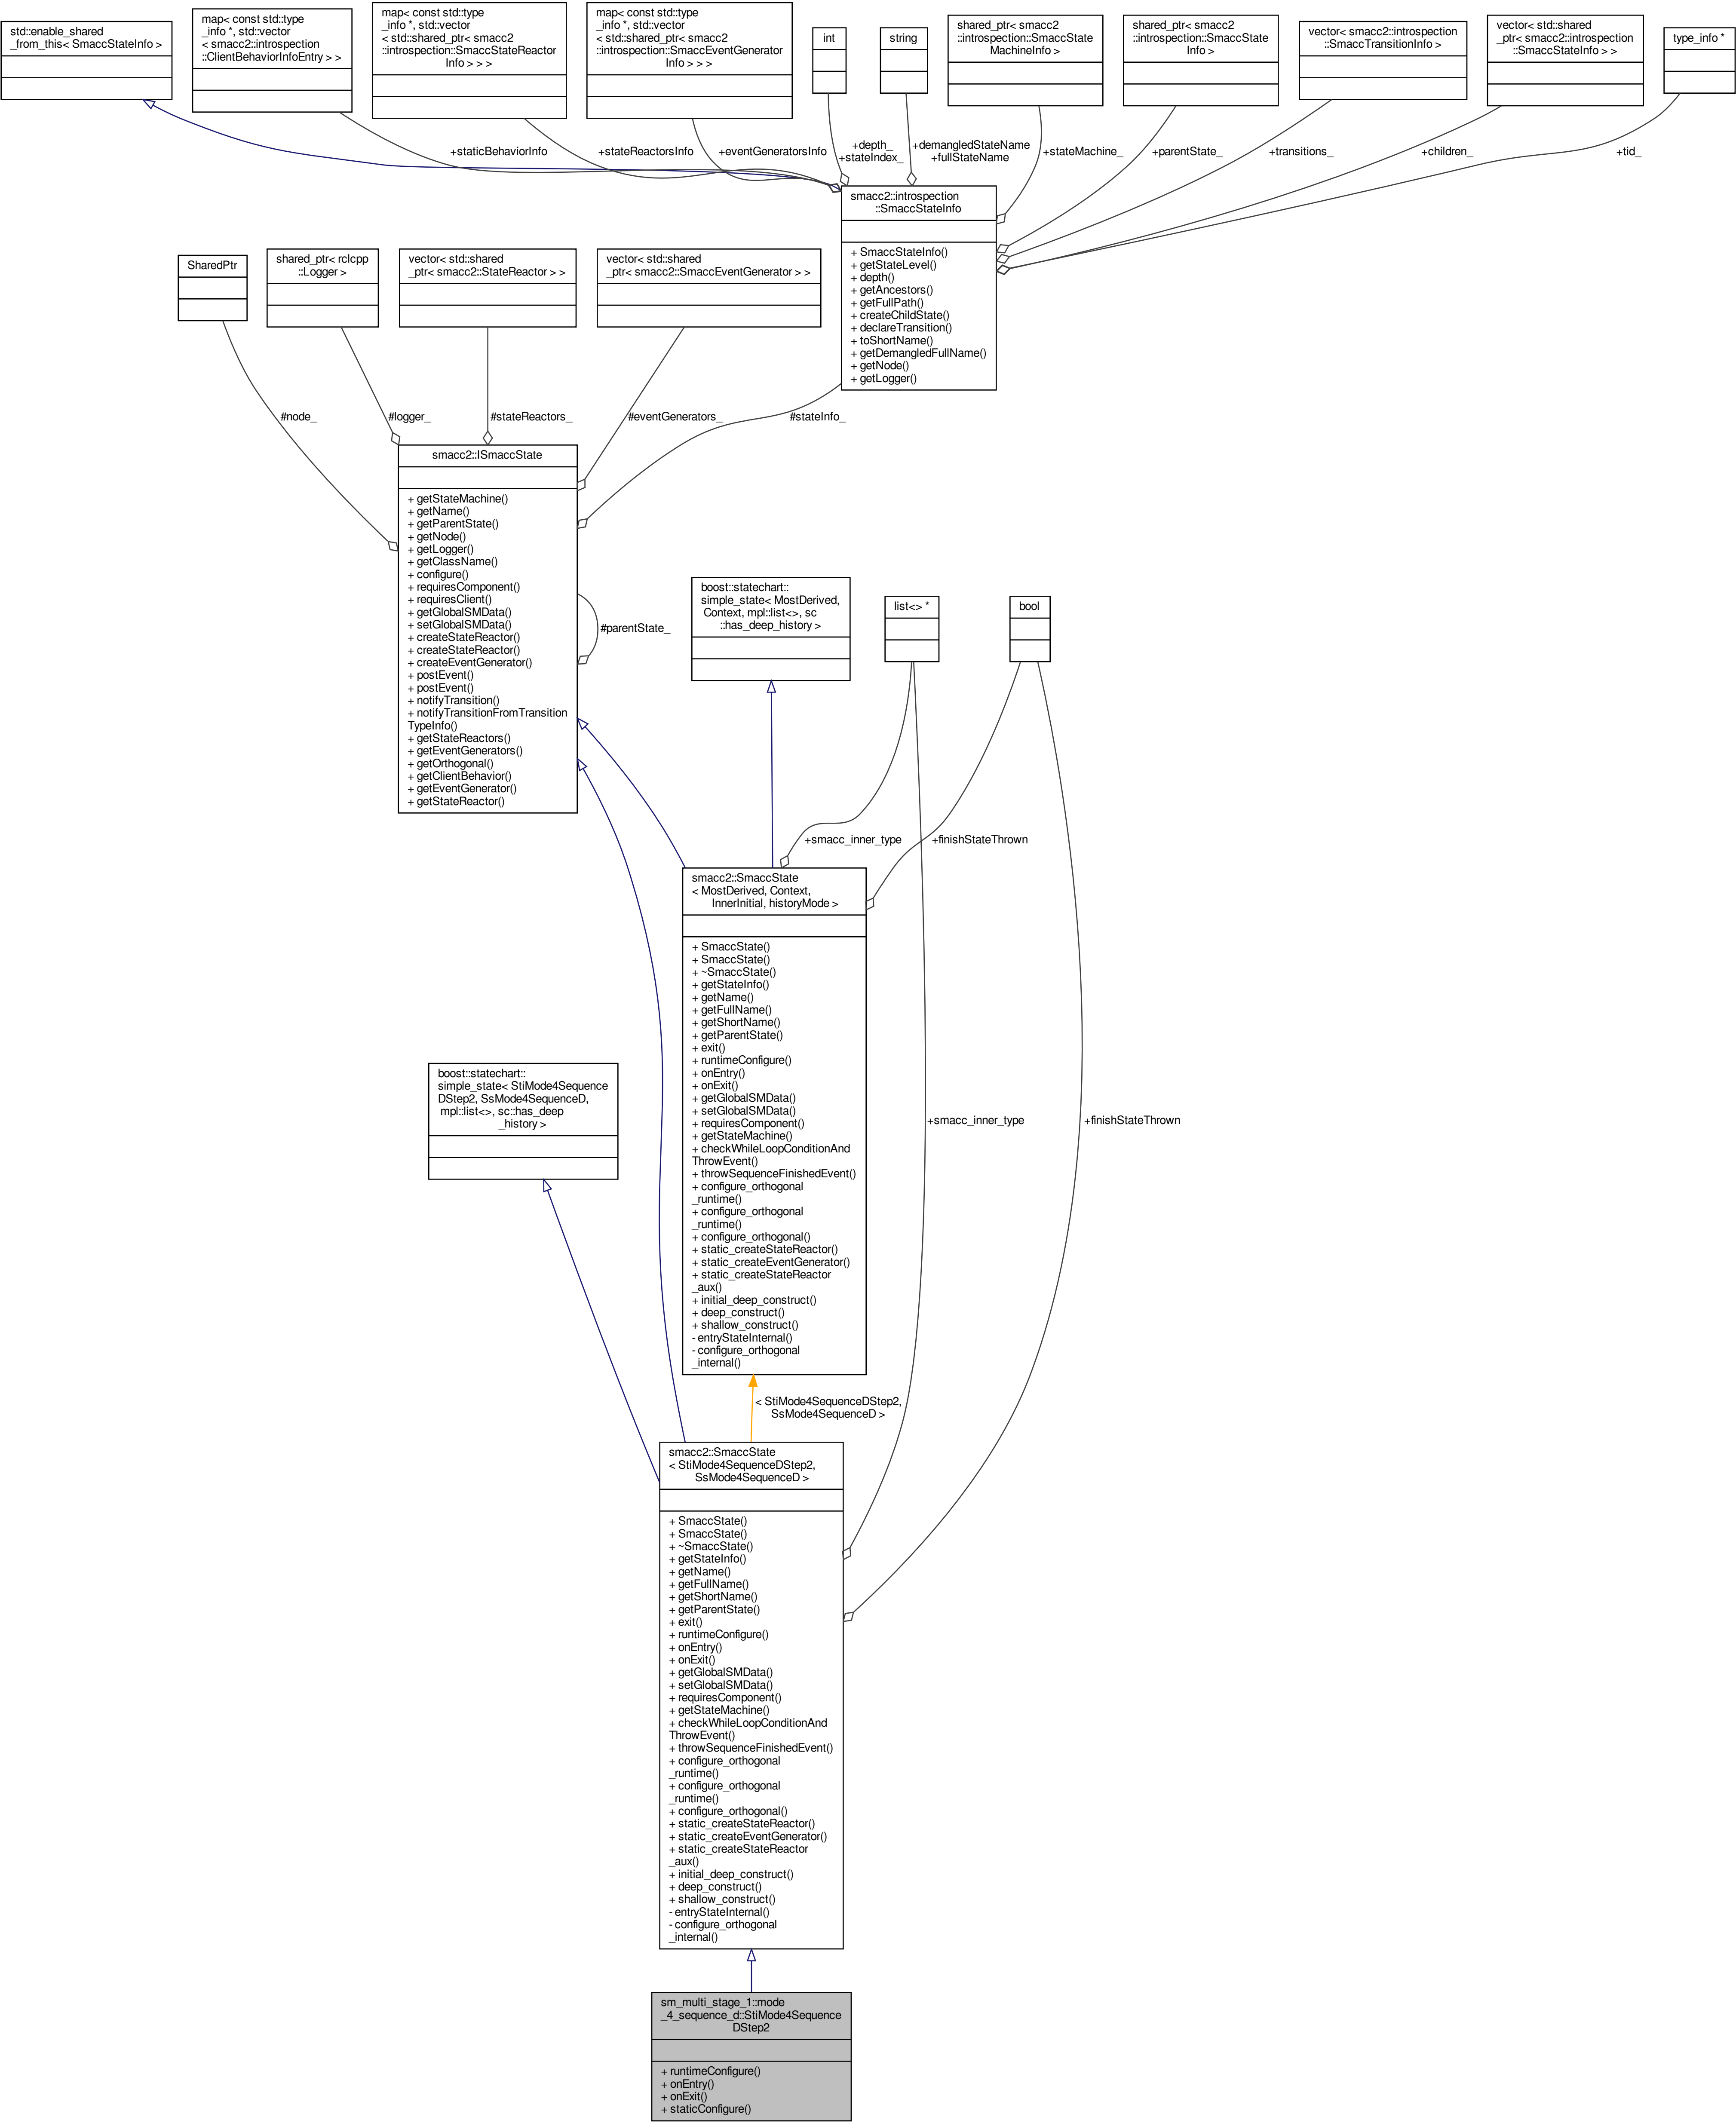 std::enable_shared
_from_this< SmaccStateInfo >
map< const std::type
_info *, std::vector
< smacc2::introspection
::ClientBehaviorInfoEntry > >
map< const std::type
_info *, std::vector
< std::shared_ptr< smacc2
::introspection::SmaccStateReactor
Info > > >
map< const std::type
_info *, std::vector
< std::shared_ptr< smacc2
::introspection::SmaccEventGenerator
Info > > >
int
string
shared_ptr< smacc2
::introspection::SmaccState
MachineInfo >
shared_ptr< smacc2
::introspection::SmaccState
Info >
vector< smacc2::introspection
::SmaccTransitionInfo >
vector< std::shared
_ptr< smacc2::introspection
::SmaccStateInfo > >
type_info *
+staticBehaviorInfo
+stateReactorsInfo
+eventGeneratorsInfo
+depth_
+stateIndex_
+demangledStateName
+fullStateName
+stateMachine_
+parentState_
+transitions_
+children_
+tid_
smacc2::introspection
::SmaccStateInfo
+ SmaccStateInfo()
+ getStateLevel()
+ depth()
+ getAncestors()
+ getFullPath()
+ createChildState()
+ declareTransition()
+ toShortName()
+ getDemangledFullName()
+ getNode()
+ getLogger()
SharedPtr
shared_ptr< rclcpp
::Logger >
vector< std::shared
_ptr< smacc2::StateReactor > >
vector< std::shared
_ptr< smacc2::SmaccEventGenerator > >
#node_
#logger_
#stateReactors_
#eventGenerators_
#stateInfo_
smacc2::ISmaccState
+ getStateMachine()
+ getName()
+ getParentState()
+ getNode()
+ getLogger()
+ getClassName()
+ configure()
+ requiresComponent()
+ requiresClient()
+ getGlobalSMData()
+ setGlobalSMData()
+ createStateReactor()
+ createStateReactor()
+ createEventGenerator()
+ postEvent()
+ postEvent()
+ notifyTransition()
+ notifyTransitionFromTransition
TypeInfo()
+ getStateReactors()
+ getEventGenerators()
+ getOrthogonal()
+ getClientBehavior()
+ getEventGenerator()
+ getStateReactor()
#parentState_
boost::statechart::
simple_state< MostDerived,
Context, mpl::list<>, sc
::has_deep_history >
list<> *
bool
+smacc_inner_type
+finishStateThrown
smacc2::SmaccState
< MostDerived, Context,
InnerInitial, historyMode >
+ SmaccState()
+ SmaccState()
+ ~SmaccState()
+ getStateInfo()
+ getName()
+ getFullName()
+ getShortName()
+ getParentState()
+ exit()
+ runtimeConfigure()
+ onEntry()
+ onExit()
+ getGlobalSMData()
+ setGlobalSMData()
+ requiresComponent()
+ getStateMachine()
+ checkWhileLoopConditionAnd
ThrowEvent()
+ throwSequenceFinishedEvent()
+ configure_orthogonal
_runtime()
+ configure_orthogonal
_runtime()
+ configure_orthogonal()
+ static_createStateReactor()
+ static_createEventGenerator()
+ static_createStateReactor
_aux()
+ initial_deep_construct()
+ deep_construct()
+ shallow_construct()
- entryStateInternal()
- configure_orthogonal
_internal()
boost::statechart::
simple_state< StiMode4Sequence
DStep2, SsMode4SequenceD,
mpl::list<>, sc::has_deep
_history >
+smacc_inner_type
+finishStateThrown
< StiMode4SequenceDStep2,
SsMode4SequenceD >
smacc2::SmaccState
< StiMode4SequenceDStep2,
SsMode4SequenceD >
+ SmaccState()
+ SmaccState()
+ ~SmaccState()
+ getStateInfo()
+ getName()
+ getFullName()
+ getShortName()
+ getParentState()
+ exit()
+ runtimeConfigure()
+ onEntry()
+ onExit()
+ getGlobalSMData()
+ setGlobalSMData()
+ requiresComponent()
+ getStateMachine()
+ checkWhileLoopConditionAnd
ThrowEvent()
+ throwSequenceFinishedEvent()
+ configure_orthogonal
_runtime()
+ configure_orthogonal
_runtime()
+ configure_orthogonal()
+ static_createStateReactor()
+ static_createEventGenerator()
+ static_createStateReactor
_aux()
+ initial_deep_construct()
+ deep_construct()
+ shallow_construct()
- entryStateInternal()
- configure_orthogonal
_internal()
sm_multi_stage_1::mode
_4_sequence_d::StiMode4Sequence
DStep2
+ runtimeConfigure()
+ onEntry()
+ onExit()
+ staticConfigure()